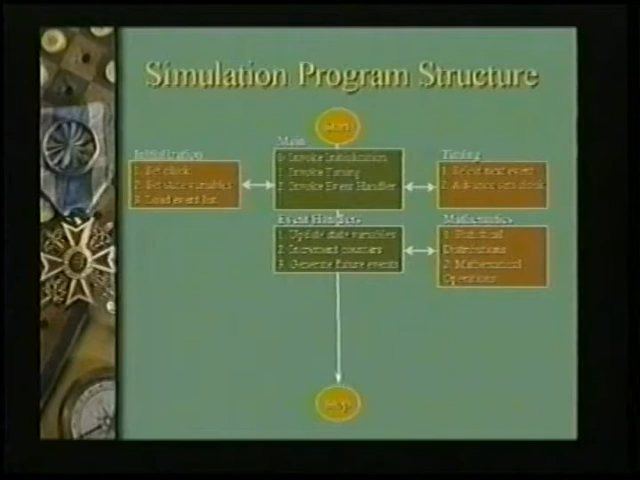 Simulation Program Structure
Start
Main
Initialization
Timing
0. Invoke Initialization
1. Invoke Timing
2. Invoke Event Handler
1. Set clock
2. Set state variables
3. Load event list
1. Select next event
2. Advance sim clock
Event Handlers
Mathematics
1. Update state variables
2. Increment counters
3. Generate future events
1. Statistical
Distributions
2. Mathematical
Operations
Stop